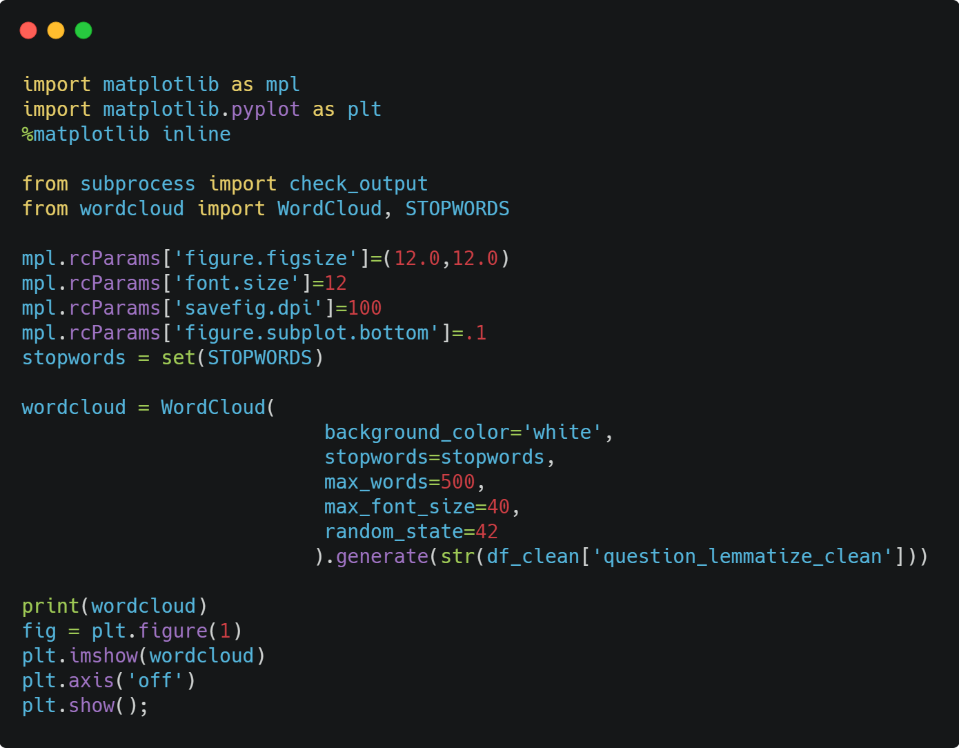 import matplotlib as mpl
import matplotlib.pyplot as plt
%matplotlib inline

from subprocess import check_output
from wordcloud import WordCloud, STOPWORDS

mpl.rcParams['figure.figsize']=(12.0,12.0)
mpl.rcParams['font.size']=12
mpl.rcParams['savefig.dpi']=100
mpl.rcParams['figure.subplot.bottom']=.1
stopwords = set(STOPWORDS)

wordcloud = WordCloud(
                          background_color='white',
                          stopwords=stopwords,
                          max_words=500,
                          max_font_size=40,
                          random_state=42
                         ).generate(str(df_clean['question_lemmatize_clean']))

print(wordcloud)
fig = plt.figure(1)
plt.imshow(wordcloud)
plt.axis('off')
plt.show();